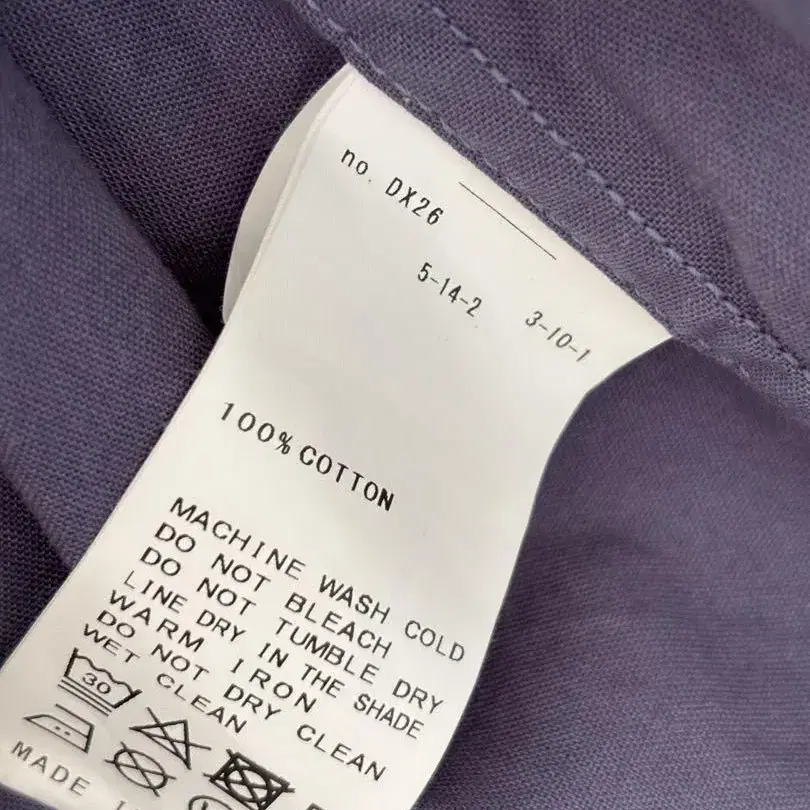 no. DX26
5-14-2 3-10-1
100% COTTON
MACHINE WASH COLD
DO NOT BLEACH
DO NOT TUMBLE DRY
LINE DRY IN THE SHADE
WARM IRON
DO NOT DRY CLEAN
WET CLEAN
30
MADE